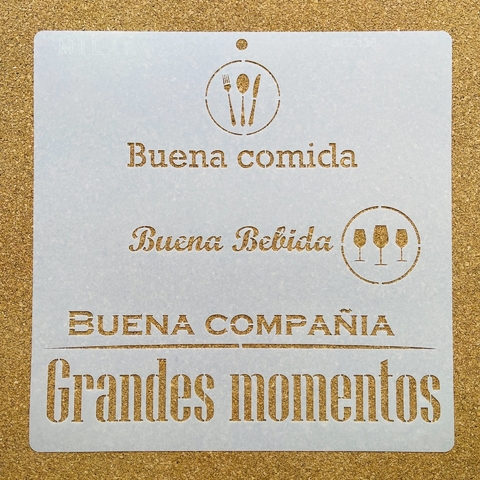 Buena comida
Buena Bebida
BUENA COMPAÑIA
Grandes momentos